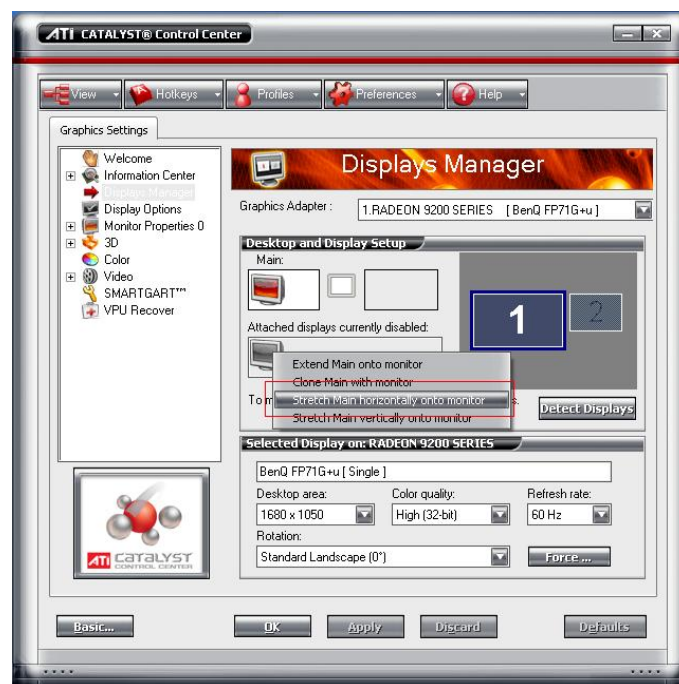 ATI CATALYST® Control Center
View
Hotkeys
Profiles
Preferences
Help
Graphics Settings
Welcome
Information Center
Displays Manager
Display Options
Monitor Properties 0
3D
Color
Video
SMARTGART™
VPU Recover
Displays Manager
Graphics Adapter :
1.RADEON 9200 SERIES [ BenQ FP71G+u ]
Desktop and Display Setup
Main:
1
2
Attached displays currently disabled:
Extend Main onto monitor
Clone Main with monitor
To m
Stretch Main horizontally onto monitor
s.
Stretch Main vertically onto monitor
Detect Displays
Selected Display on: RADEON 9200 SERIES
BenQ FP71G+u [ Single ]
Desktop area:
Color quality:
Refresh rate:
1680 x 1050
High (32-bit)
60 Hz
Rotation:
Standard Landscape (0°)
Force ...
ATI CATALYST
CONTROL CENTER
Basic...
OK
Apply
Discard
Defaults